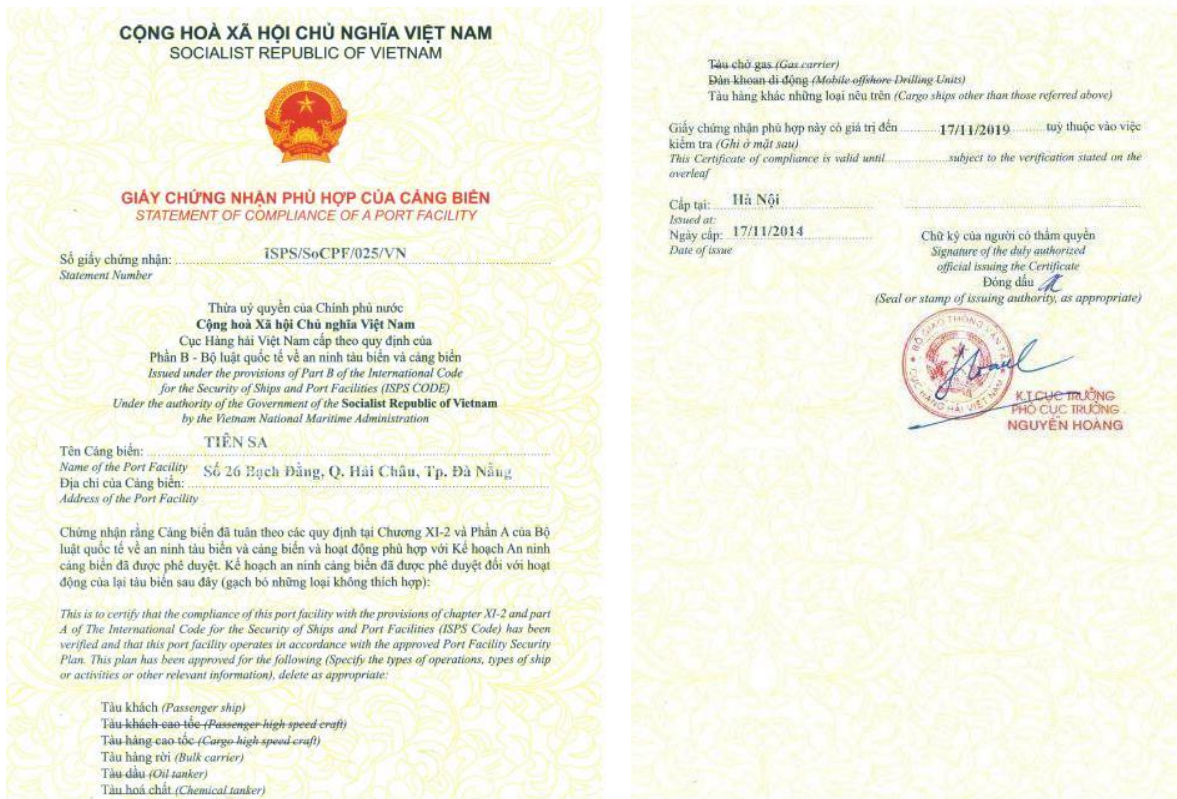 CỘNG HOÀ XÃ HỘI CHỦ NGHĨA VIỆT NAM
SOCIALIST REPUBLIC OF VIETNAM
GIẤY CHỨNG NHẬN PHÙ HỢP CỦA CẢNG BIỂN
STATEMENT OF COMPLIANCE OF A PORT FACILITY
Số giấy chứng nhận: ISPS/SoCPF/025/VN
Statement Number
Thừa uỷ quyền của Chính phủ nước
Cộng hoà Xã hội Chủ nghĩa Việt Nam
Cục Hàng hải Việt Nam cấp theo quy định của
Phần B - Bộ luật quốc tế về an ninh tàu biển và cảng biển
Issued under the provisions of Part B of the International Code
for the Security of Ships and Port Facilities (ISPS CODE)
Under the authority of the Government of the Socialist Republic of Vietnam
by the Vietnam National Maritime Administration
Tên Cảng biển: TIÊN SA
Name of the Port Facility
Địa chỉ của Cảng biển: Số 26 Bạch Đằng, Q. Hải Châu, Tp. Đà Nẵng
Address of the Port Facility
Chứng nhận rằng Cảng biển đã tuân theo các quy định tại Chương XI-2 và Phần A của Bộ
luật quốc tế về an ninh tàu biển và cảng biển và hoạt động phù hợp với Kế hoạch An ninh
cảng biển đã được phê duyệt. Kế hoạch an ninh cảng biển đã được phê duyệt đối với hoạt
động của lại tàu biển sau đây (gạch bỏ những loại không thích hợp):
This is to certify that the compliance of this port facility with the provisions of chapter XI-2 and part
A of The International Code for the Security of Ships and Port Facilities (ISPS Code) has been
verified and that this port facility operates in accordance with the approved Port Facility Security
Plan. This plan has been approved for the following (Specify the types of operations, types of ship
or activities or other relevant information), delete as appropriate:
Tàu khách (Passenger ship)
Tàu khách cao tốc (Passenger high speed craft)
Tàu hàng cao tốc (Cargo high speed craft)
Tàu hàng rời (Bulk carrier)
Tàu dầu (Oil tanker)
Tàu hoá chất (Chemical tanker)
Tàu chở gas (Gas carrier)
Dàn khoan di động (Mobile offshore Drilling Units)
Tàu hàng khác những loại nêu trên (Cargo ships other than those referred above)
Giấy chứng nhận phù hợp này có giá trị đến 17/11/2019 tuỳ thuộc vào việc
kiểm tra (Ghi ở mặt sau)
This Certificate of compliance is valid until subject to the verification stated on the
overleaf
Cấp tại: Hà Nội
Issued at:
Ngày cấp: 17/11/2014
Date of issue
Chữ ký của người có thẩm quyền
Signature of the duly authorized
official issuing the Certificate
Đóng dấu
(Seal or stamp of issuing authority, as appropriate)
BỘ GIAO THÔNG VẬN TẢI
CỤC HÀNG HẢI VIỆT NAM
K.T CỤC TRƯỞNG
PHÓ CỤC TRƯỞNG
NGUYỄN HOÀNG